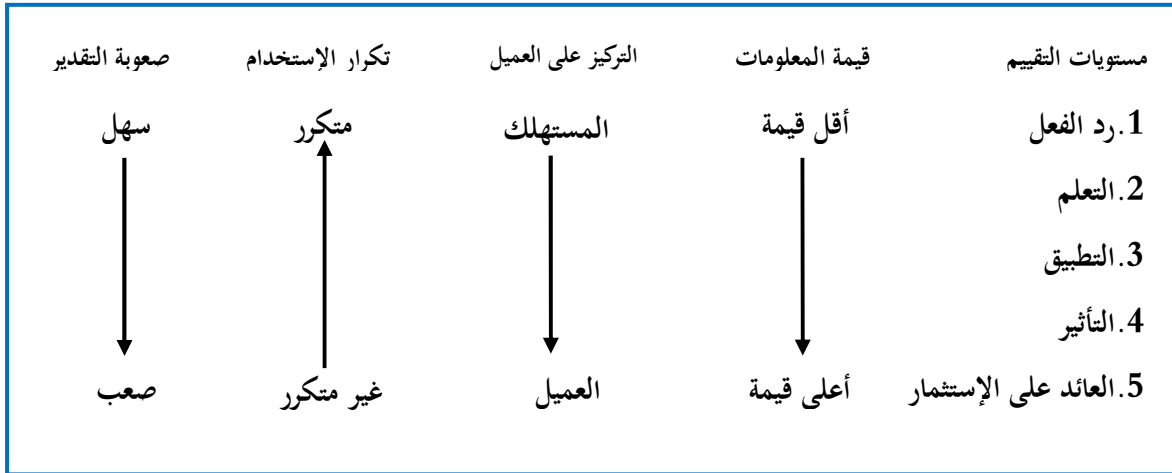 مستويات التقييم قيمة المعلومات التركيز على العميل تكرار الإستخدام صعوبة التقدير
1.رد الفعل أقل قيمة المستهلك متكرر سهل
2.التعلم
3.التطبيق
4.التأثير
5.العائد على الإستثمار أعلى قيمة العميل غير متكرر صعب